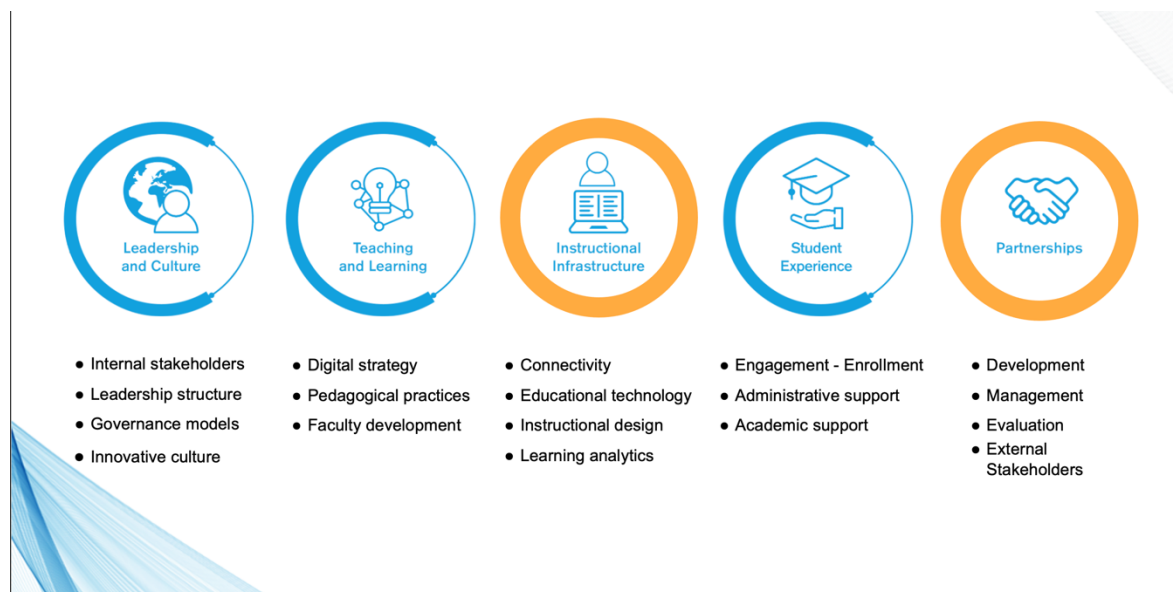 Leadership
and Culture
Teaching
and Learning
Instructional
Infrastructure
Student
Experience
Partnerships
● Internal stakeholders
● Leadership structure
● Governance models
● Innovative culture
● Digital strategy
● Pedagogical practices
● Faculty development
● Connectivity
● Educational technology
● Instructional design
● Learning analytics
● Engagement - Enrollment
● Administrative support
● Academic support
● Development
● Management
● Evaluation
● External
Stakeholders